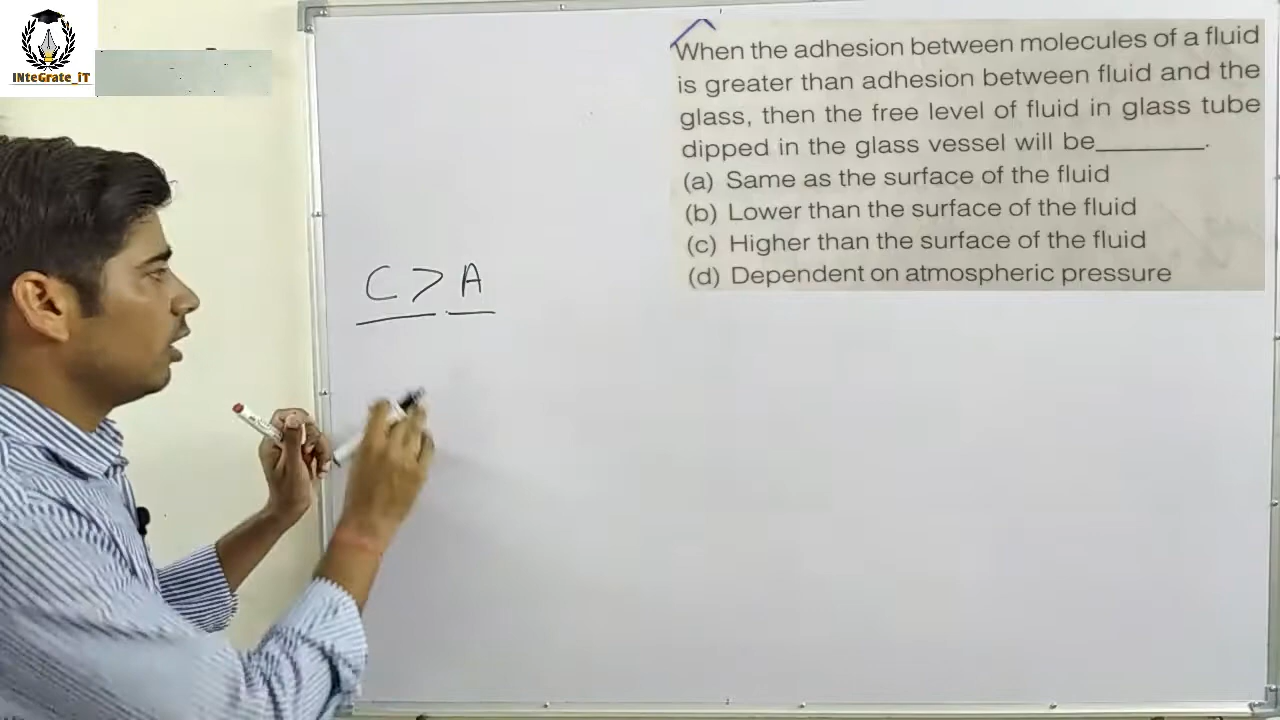 INteGrate_iT
When the adhesion between molecules of a fluid
is greater than adhesion between fluid and the
glass, then the free level of fluid in glass tube
dipped in the glass vessel will be________.
(a) Same as the surface of the fluid
(b) Lower than the surface of the fluid
(c) Higher than the surface of the fluid
(d) Dependent on atmospheric pressure
C > A